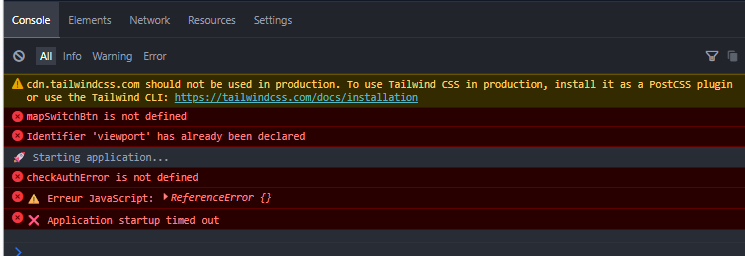 Console Elements Network Resources Settings
All Info Warning Error
cdn.tailwindcss.com should not be used in production. To use Tailwind CSS in production, install it as a PostCSS plugin
or use the Tailwind CLI: https://tailwindcss.com/docs/installation
mapSwitchBtn is not defined
Identifier 'viewport' has already been declared
🚀 Starting application...
checkAuthError is not defined
⚠️ Erreur JavaScript: ▶ReferenceError {}
❌ Application startup timed out